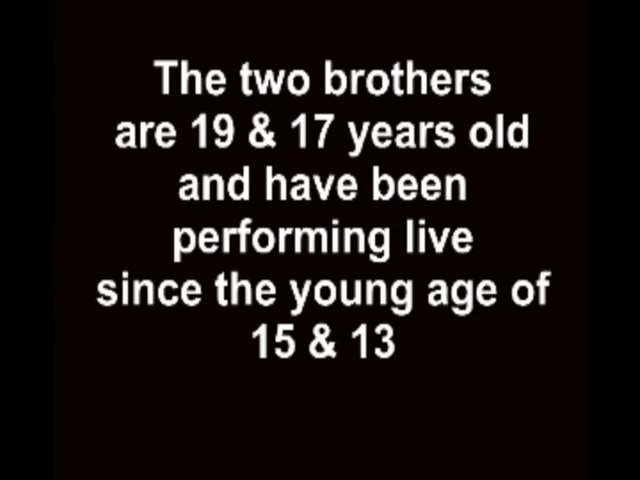 The two brothers
are 19 & 17 years old
and have been
performing live
since the young age of
15 & 13